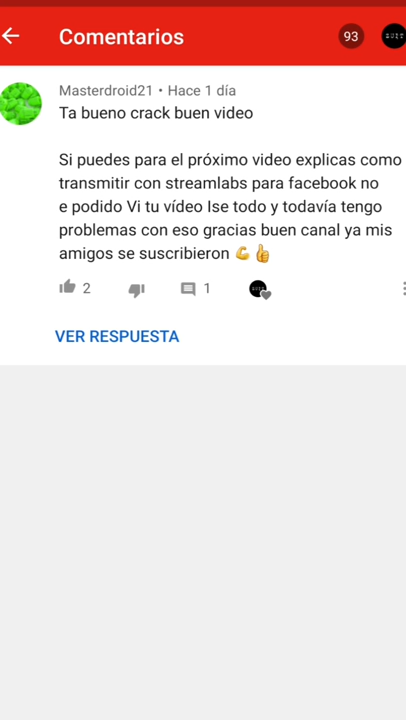 Comentarios
93
Masterdroid21 • Hace 1 día
Ta bueno crack buen video
Si puedes para el próximo video explicas como
transmitir con streamlabs para facebook no
e podido Vi tu vídeo Ise todo y todavía tengo
problemas con eso gracias buen canal ya mis
amigos se suscribieron 💪👍
2
1
VER RESPUESTA